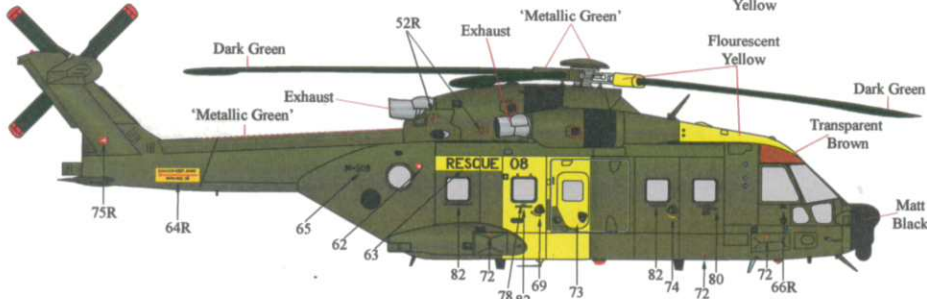 Yellow
52R
'Metallic Green'
Exhaust
Dark Green
Flourescent
Yellow
Exhaust
Dark Green
'Metallic Green'
Transparent
Brown
RESCUE 08
Matt
Black
75R
64R
65
62
63
82
72
78
82
69
73
82
74
72
80
72
66R